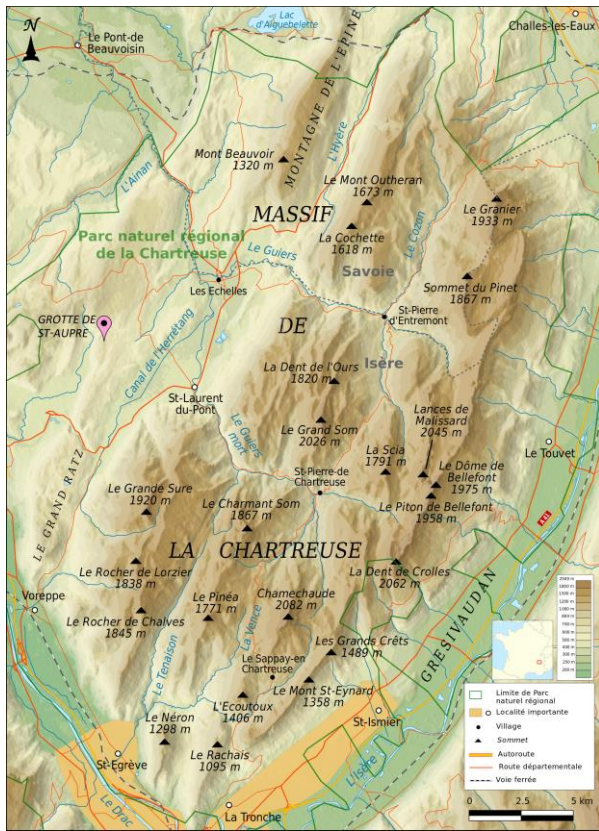 N
Le Pont-de
Beauvoisin
Lac
d'Aiguebelette
Challes-les-Eaux
MONTAGNE DE L'EPINE
L'Hyère
Mont Beauvoir
1320 m
L'Ainan
Le Mont Outheran
1673 m
Le Granier
1933 m
MASSIF
La Cochette
1618 m
Le Cozon
Parc naturel régional
de la Chartreuse
Le Guiers
Savoie
Sommet du Pinet
1867 m
Les Echelles
GROTTE DE
ST-AUPRE
Canal de l'Herrétang
St-Pierre
d'Entremont
DE
Isère
La Dent de l'Ours
1820 m
St-Laurent
du-Pont
Le Guiers
mort
Le Grand Som
2026 m
Lances de
Malissard
2045 m
La Scia
1791 m
Le Touvet
Le Dôme de
Bellefont
1975 m
St-Pierre-de
Chartreuse
Le Piton de Bellefont
1958 m
LE GRAND RATZ
Le Grande Sure
1920 m
Le Charmant Som
1867 m
A 41
LA CHARTREUSE
Le Rocher de Lorzier
1838 m
La Dent de Crolles
2062 m
Voreppe
Le Rocher de Chalves
1845 m
Le Pinéa
1771 m
Chamechaude
2082 m
La Vence
Le Tenaison
Les Grands Crêts
1489 m
GRESIVAUDAN
Le Sappay-en
Chartreuse
Le Mont St-Eynard
1358 m
L'Ecoutoux
1406 m
St-Ismier
Le Néron
1298 m
Le Rachais
1095 m
St-Egrève
L'Isère
Le Drac
La Tronche
Limite de Parc
naturel régional
Localité importante
Village
Sommet
Autoroute
Route départementale
Voie ferrée
0 2.5 5 km